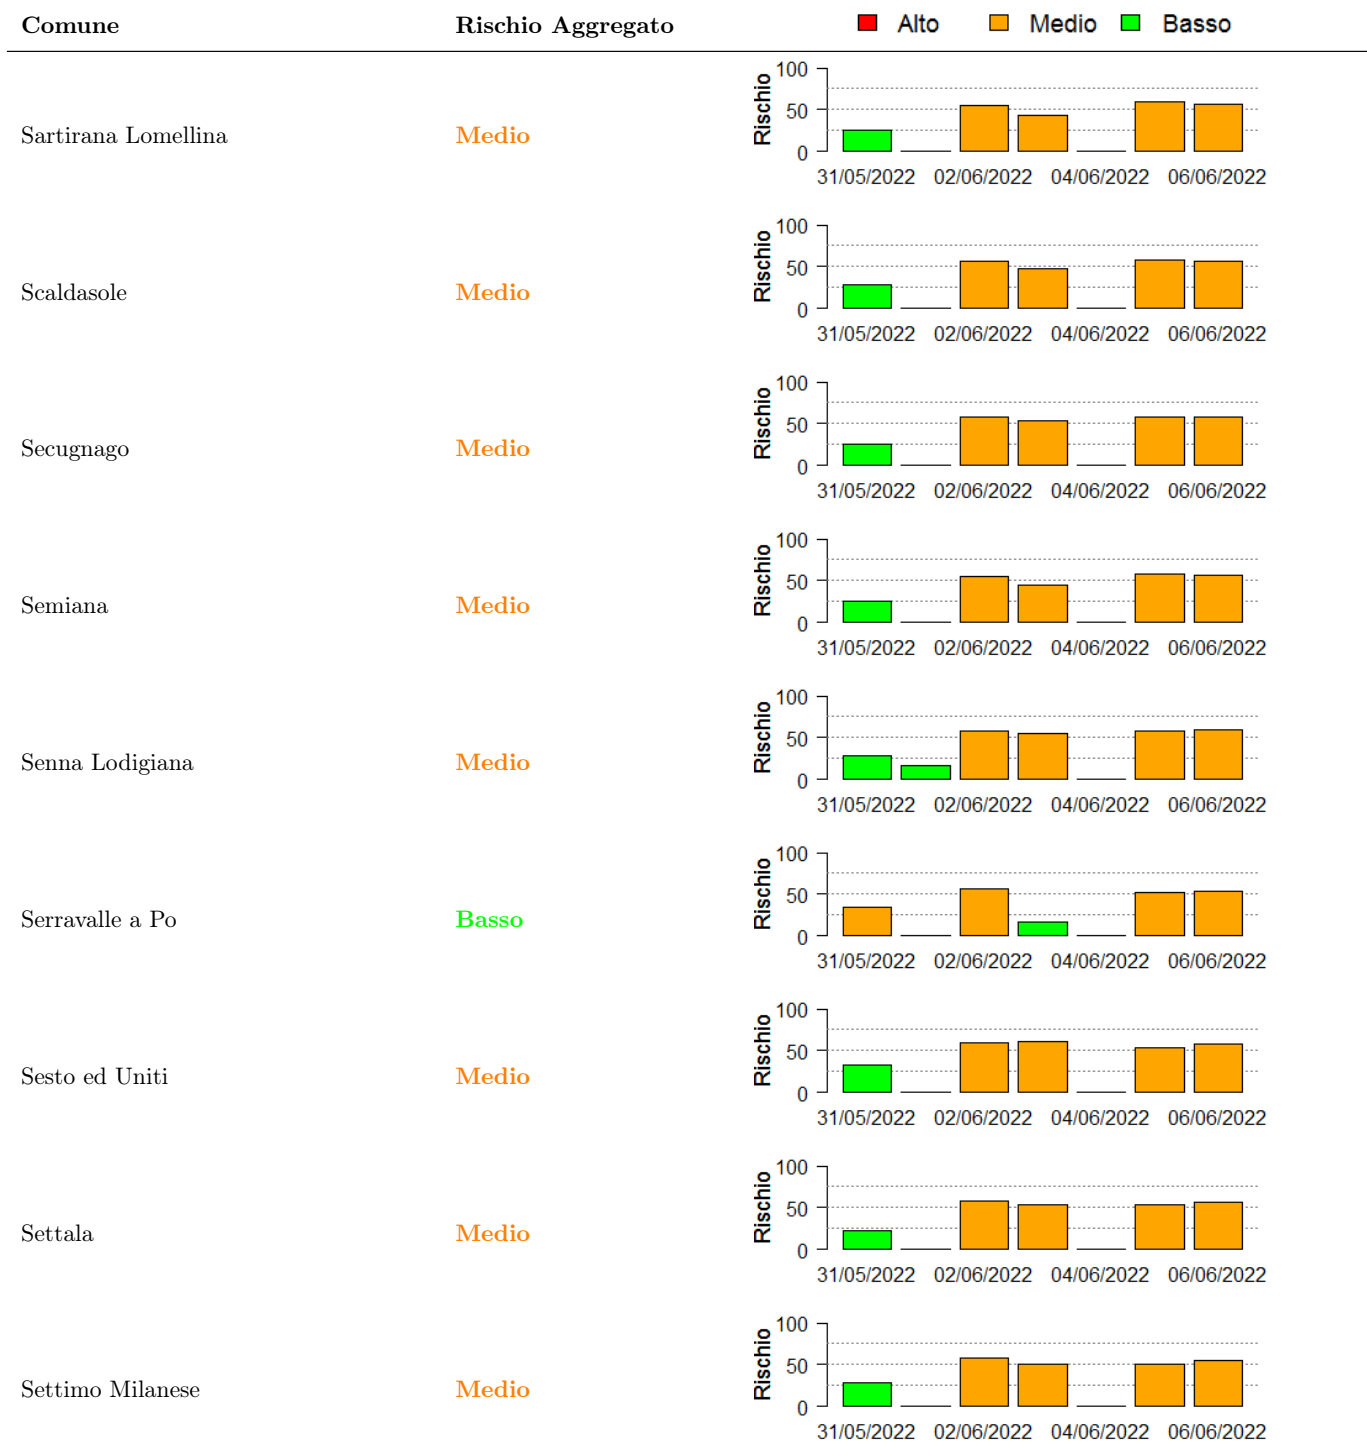 Comune Rischio Aggregato Alto Medio Basso
Sartirana Lomellina Medio
Rischio
100
50
0
31/05/2022 02/06/2022 04/06/2022 06/06/2022
Scaldasole Medio
Rischio
100
50
0
31/05/2022 02/06/2022 04/06/2022 06/06/2022
Secugnago Medio
Rischio
100
50
0
31/05/2022 02/06/2022 04/06/2022 06/06/2022
Semiana Medio
Rischio
100
50
0
31/05/2022 02/06/2022 04/06/2022 06/06/2022
Senna Lodigiana Medio
Rischio
100
50
0
31/05/2022 02/06/2022 04/06/2022 06/06/2022
Serravalle a Po Basso
Rischio
100
50
0
31/05/2022 02/06/2022 04/06/2022 06/06/2022
Sesto ed Uniti Medio
Rischio
100
50
0
31/05/2022 02/06/2022 04/06/2022 06/06/2022
Settala Medio
Rischio
100
50
0
31/05/2022 02/06/2022 04/06/2022 06/06/2022
Settimo Milanese Medio
Rischio
100
50
0
31/05/2022 02/06/2022 04/06/2022 06/06/2022